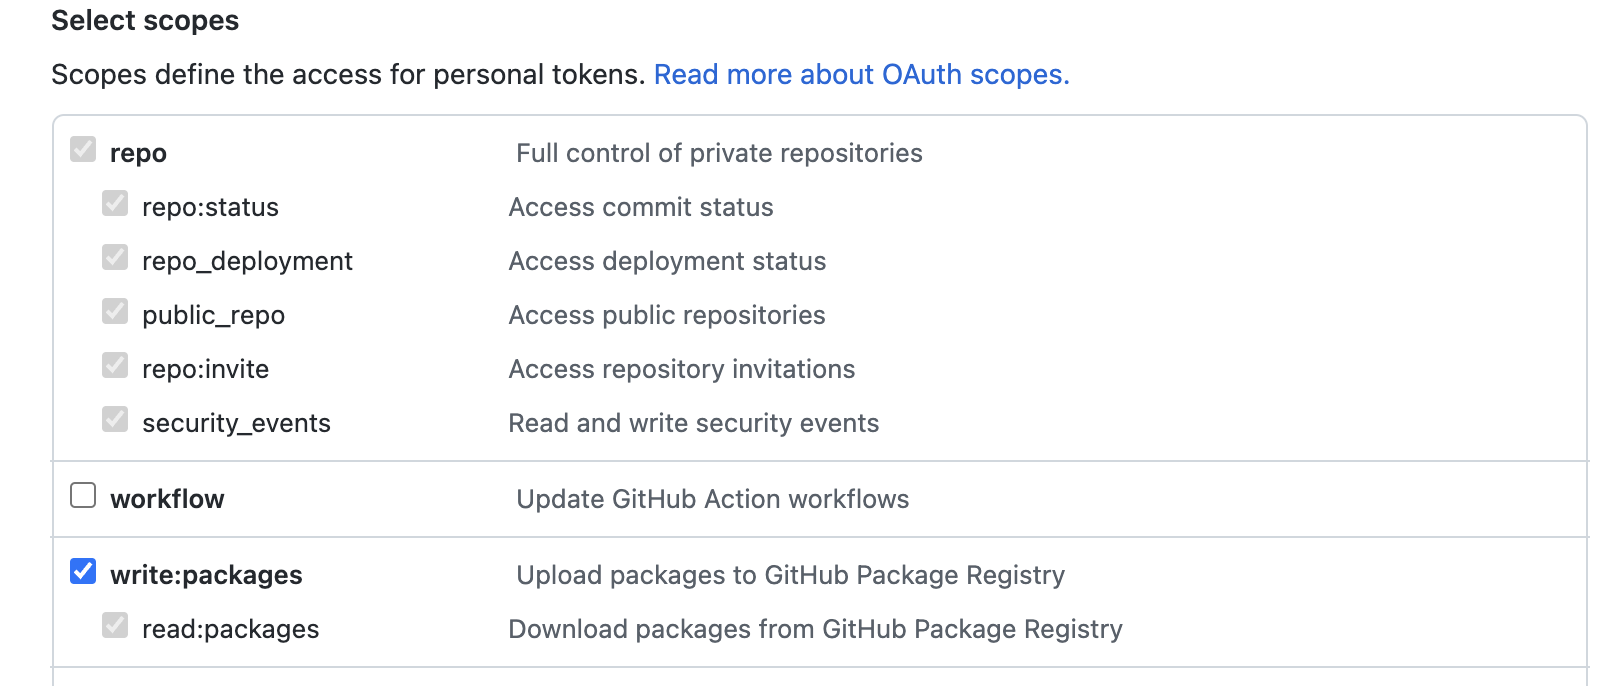 Select scopes
Scopes define the access for personal tokens. Read more about OAuth scopes.
repo Full control of private repositories
repo:status Access commit status
repo_deployment Access deployment status
public_repo Access public repositories
repo:invite Access repository invitations
security_events Read and write security events
workflow Update GitHub Action workflows
write:packages Upload packages to GitHub Package Registry
read:packages Download packages from GitHub Package Registry